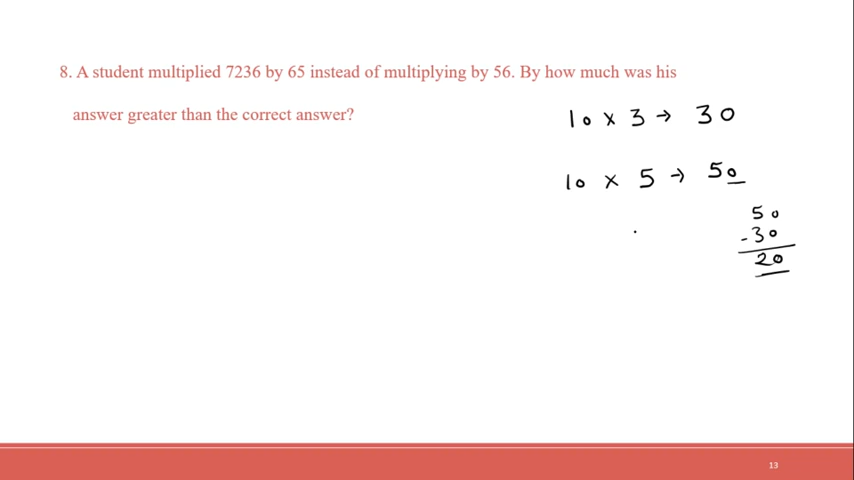 8. A student multiplied 7236 by 65 instead of multiplying by 56. By how much was his
answer greater than the correct answer?
10 x 3 → 30
10 x 5 → 50
50
-30
20
13